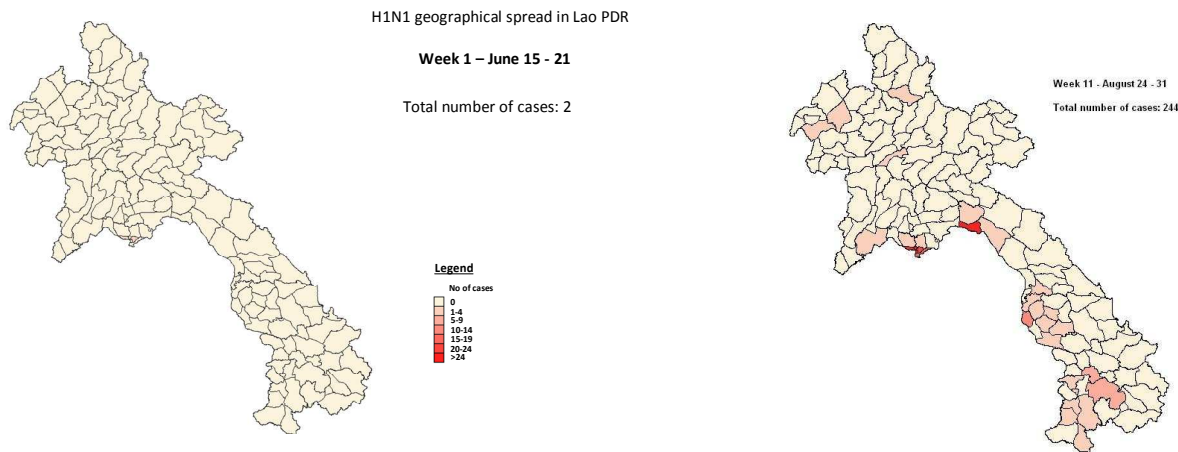 H1N1 geographical spread in Lao PDR
Week 1 – June 15 - 21
Total number of cases: 2
Week 11 - August 24 - 31
Total number of cases: 244
Legend
No of cases
0
1-4
5-9
10-14
15-19
20-24
>24